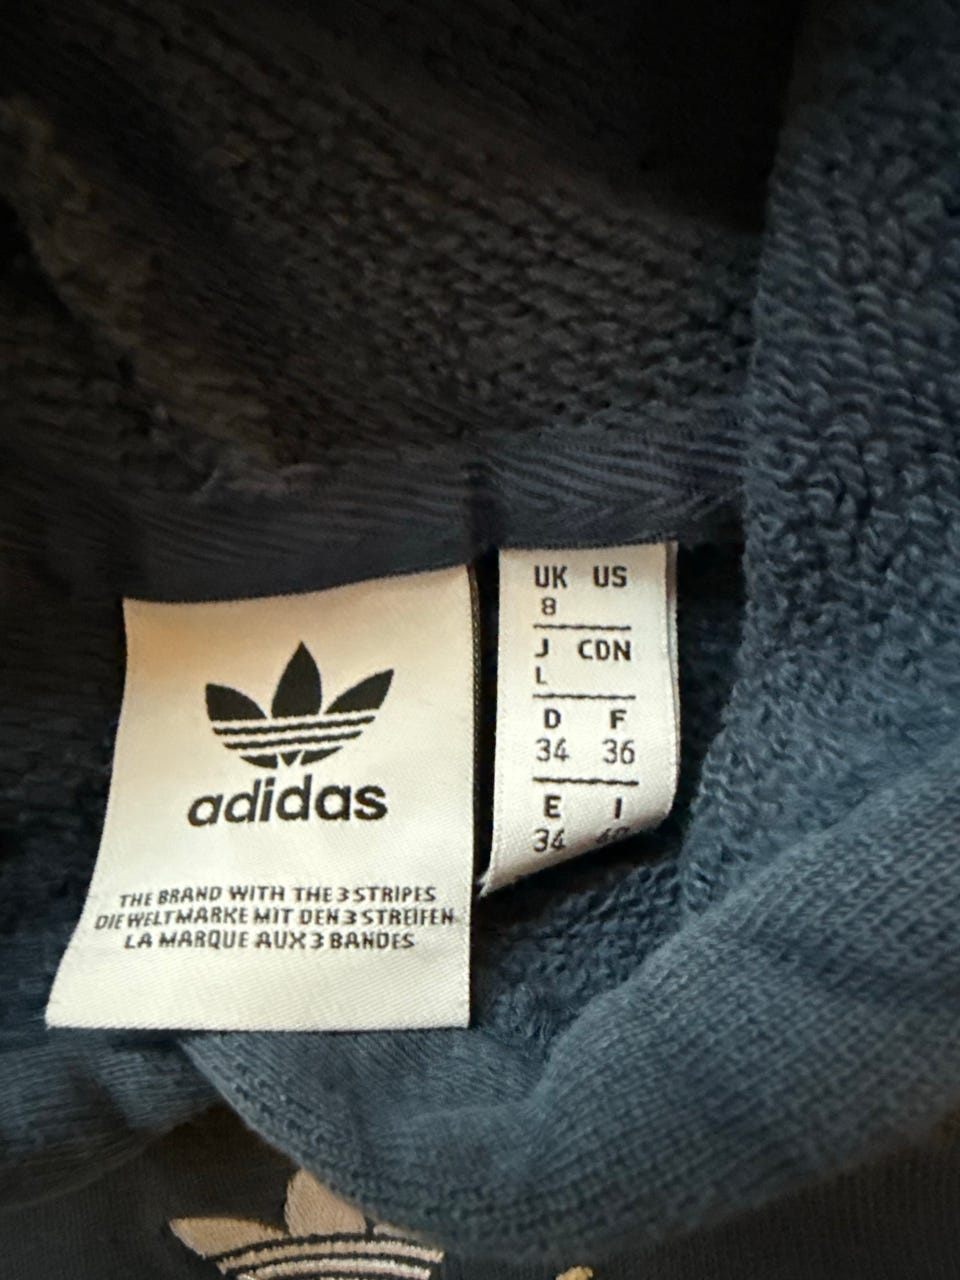 adidas
THE BRAND WITH THE 3 STRIPES
DIE WELTMARKE MIT DEN 3 STREIFEN
LA MARQUE AUX 3 BANDES
UK US
8
J CDN
L
D F
34 36
E I
34